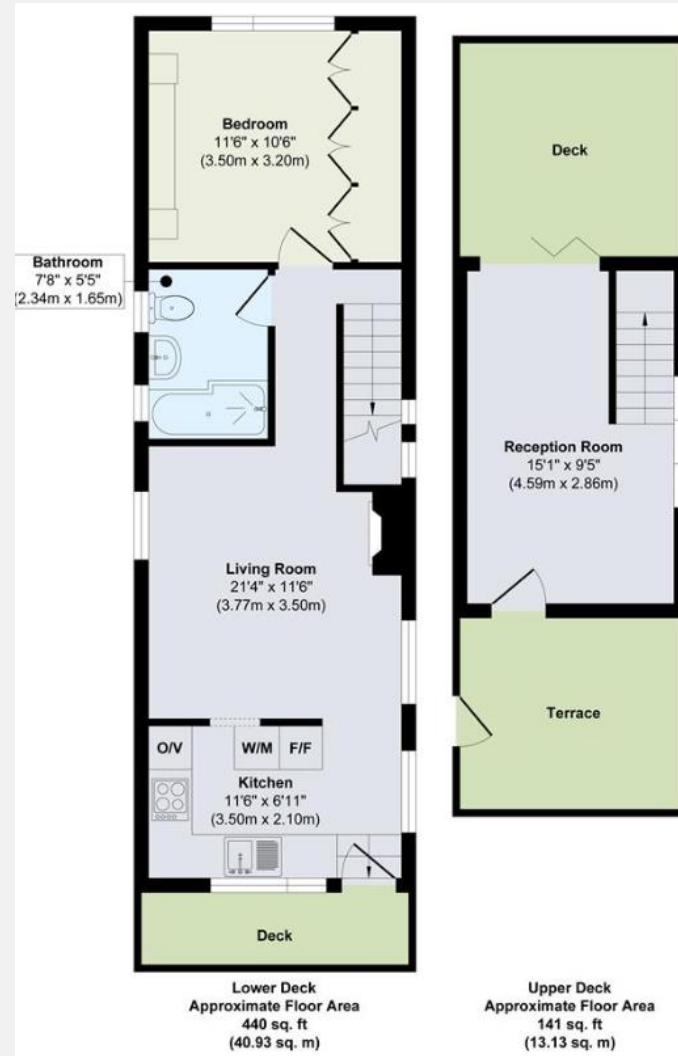 Bedroom
11'6" x 10'6"
(3.50m x 3.20m)
Bathroom
7'8" x 5'5"
(2.34m x 1.65m)
Living Room
21'4" x 11'6"
(3.77m x 3.50m)
O/V
W/M
F/F
Kitchen
11'6" x 6'11"
(3.50m x 2.10m)
Deck
Lower Deck
Approximate Floor Area
440 sq. ft
(40.93 sq. m)
Deck
Reception Room
15'1" x 9'5"
(4.59m x 2.86m)
Terrace
Upper Deck
Approximate Floor Area
141 sq. ft
(13.13 sq. m)